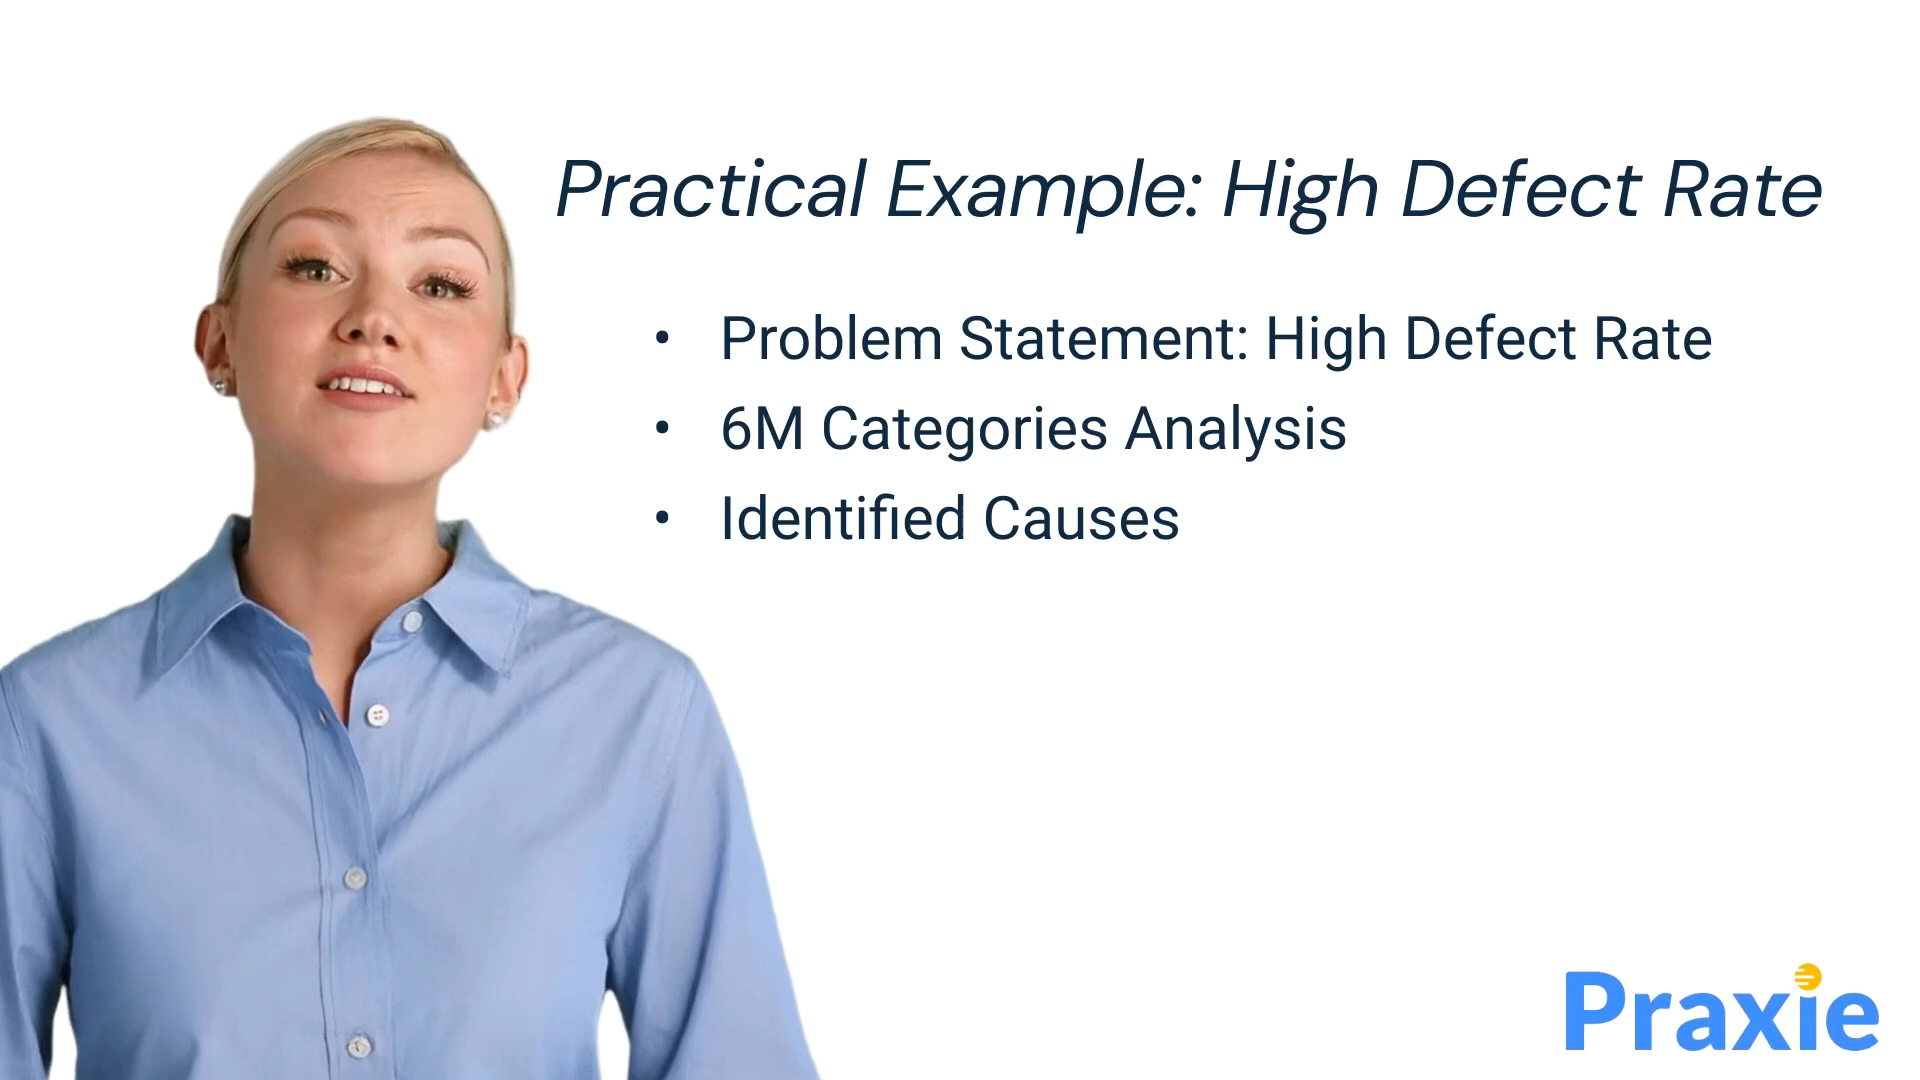 Practical Example: High Defect Rate
• Problem Statement: High Defect Rate
• 6M Categories Analysis
• Identified Causes
Praxie